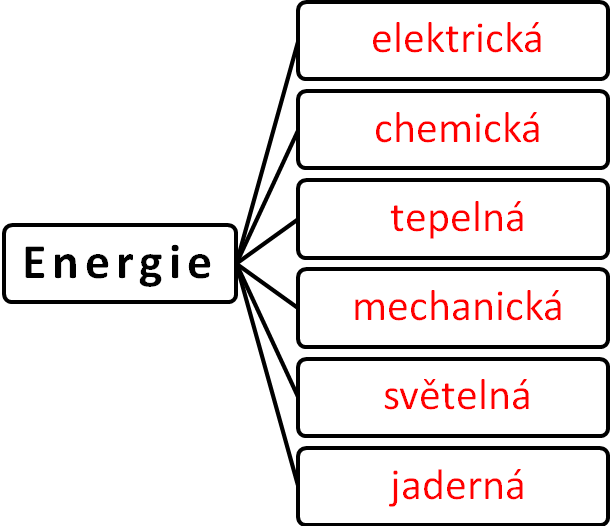 Energie
elektrická
chemická
tepelná
mechanická
světelná
jaderná